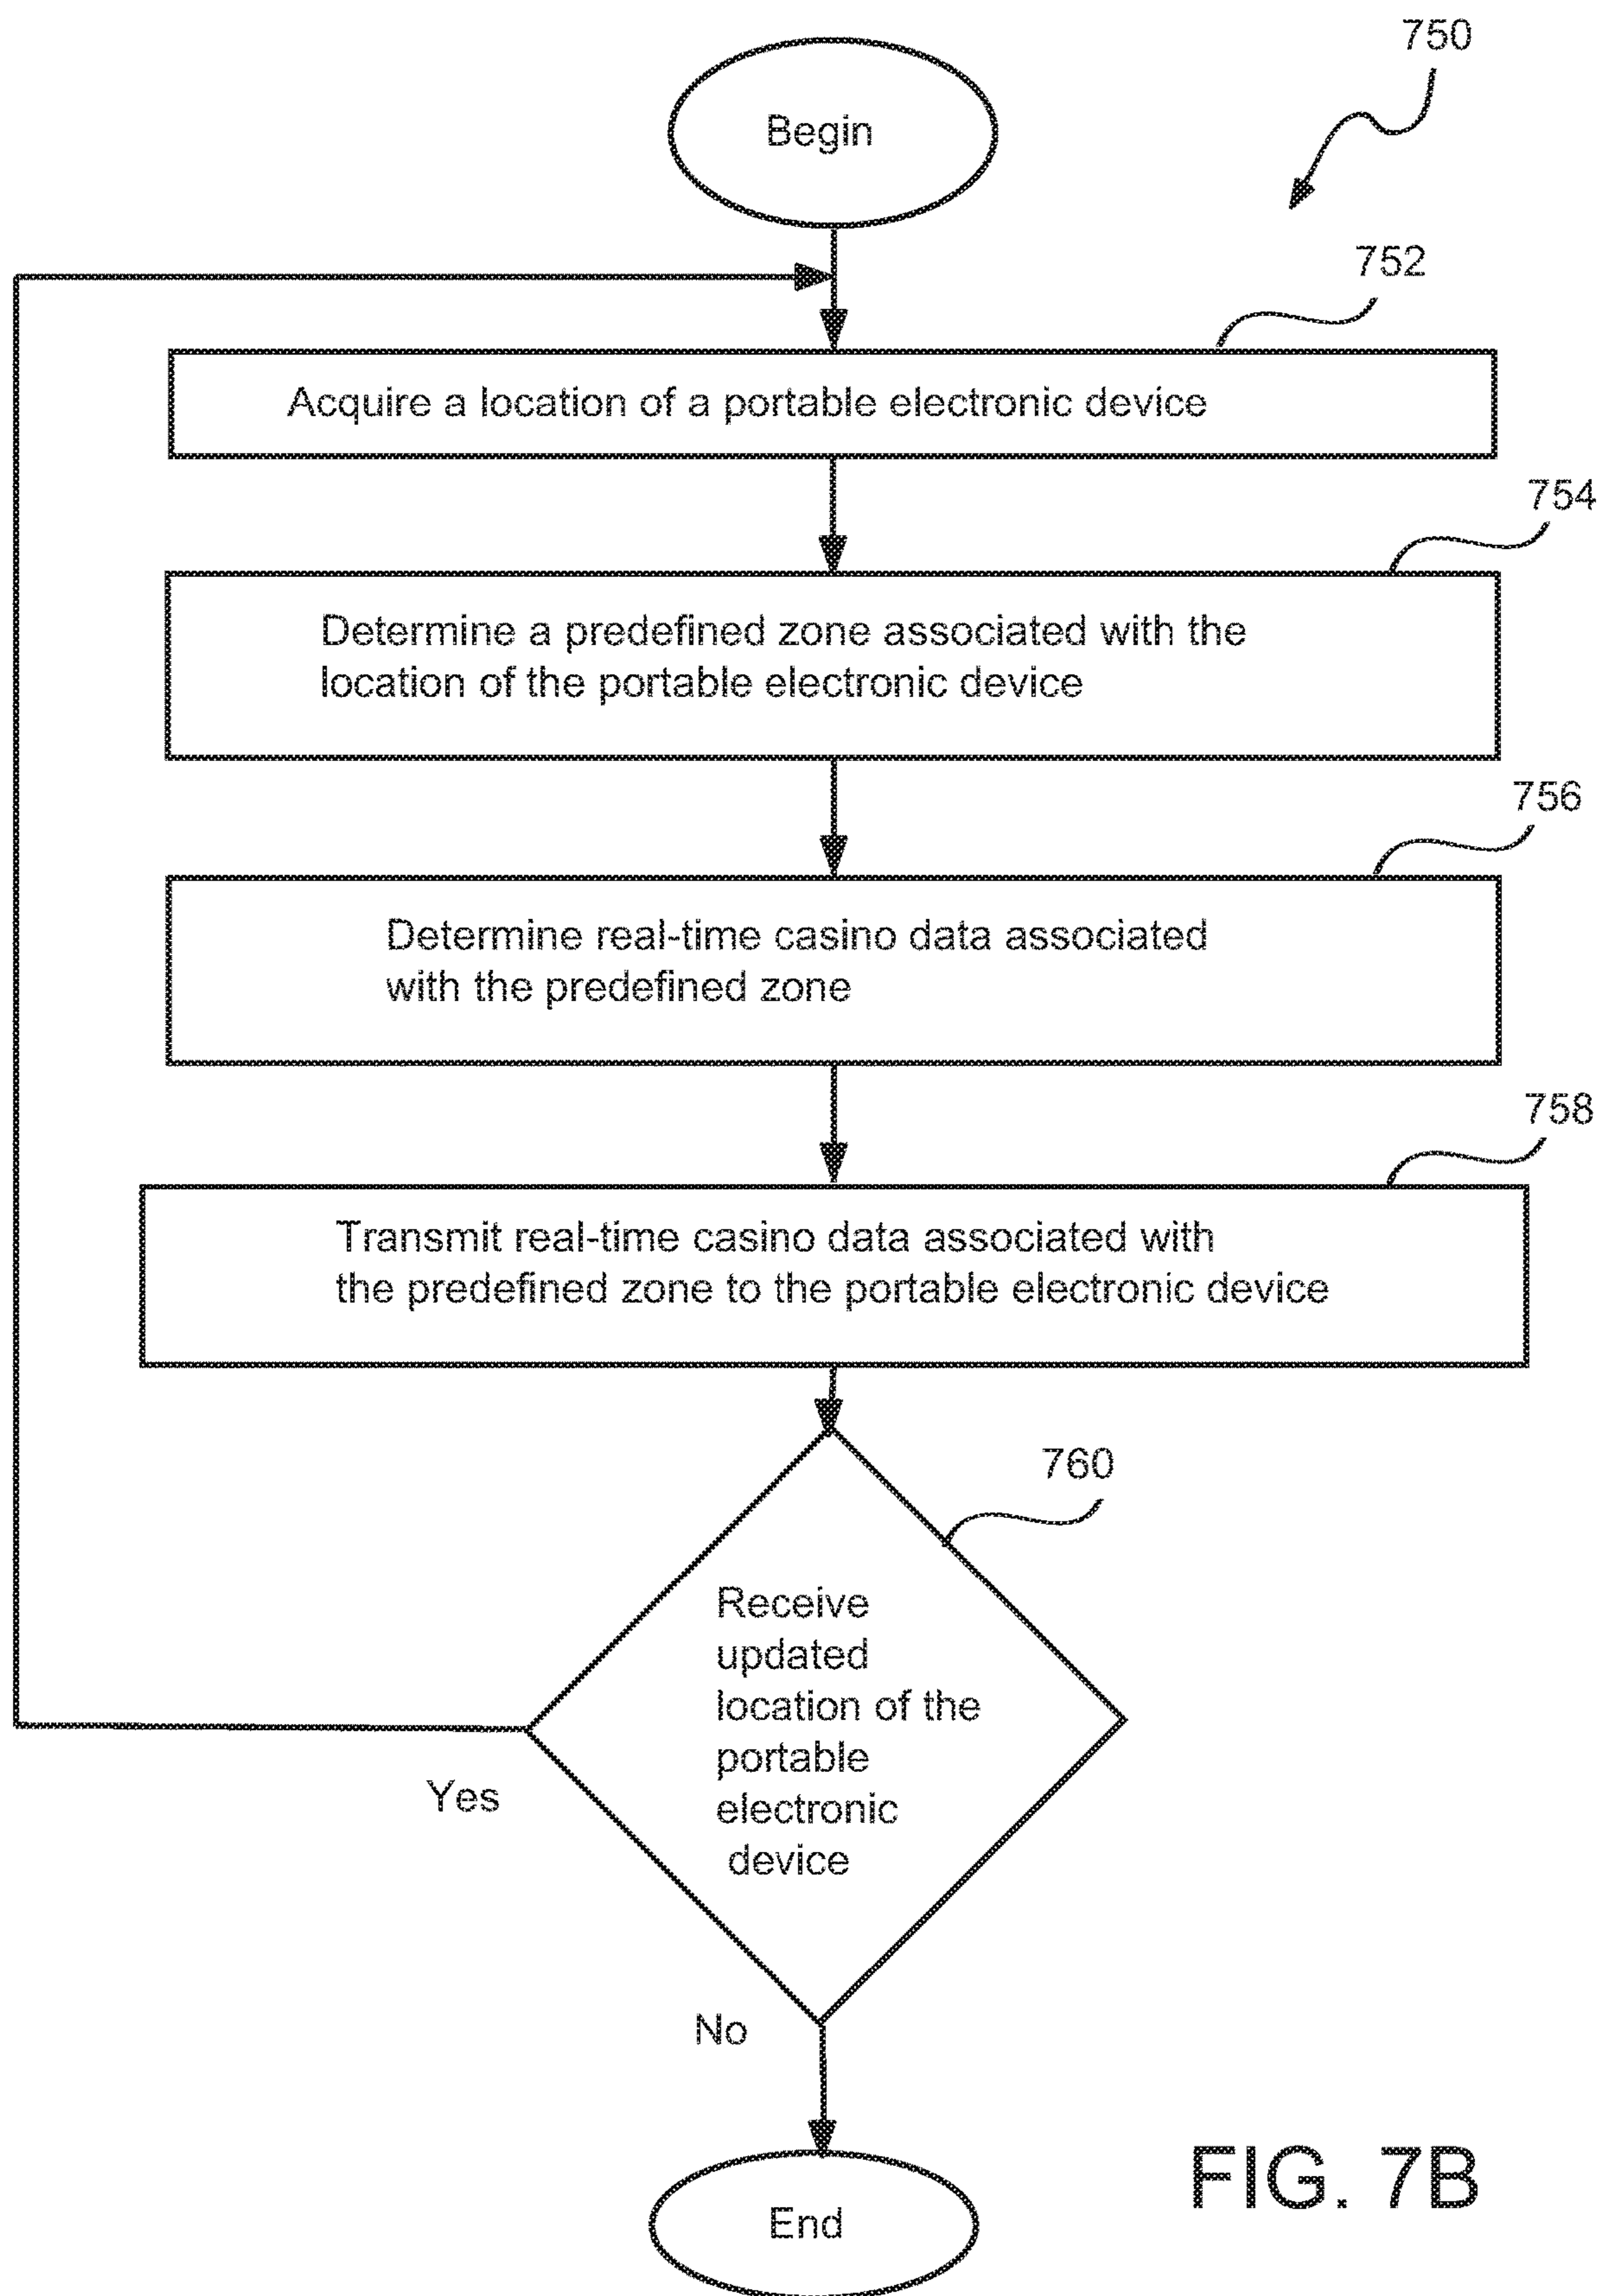 750
Begin
752
Acquire a location of a portable electronic device
754
Determine a predefined zone associated with the
location of the portable electronic device
756
Determine real-time casino data associated
with the predefined zone
758
Transmit real-time casino data associated with
the predefined zone to the portable electronic device
760
Receive
updated
location of the
portable
electronic
device
Yes
No
End
FIG. 7B